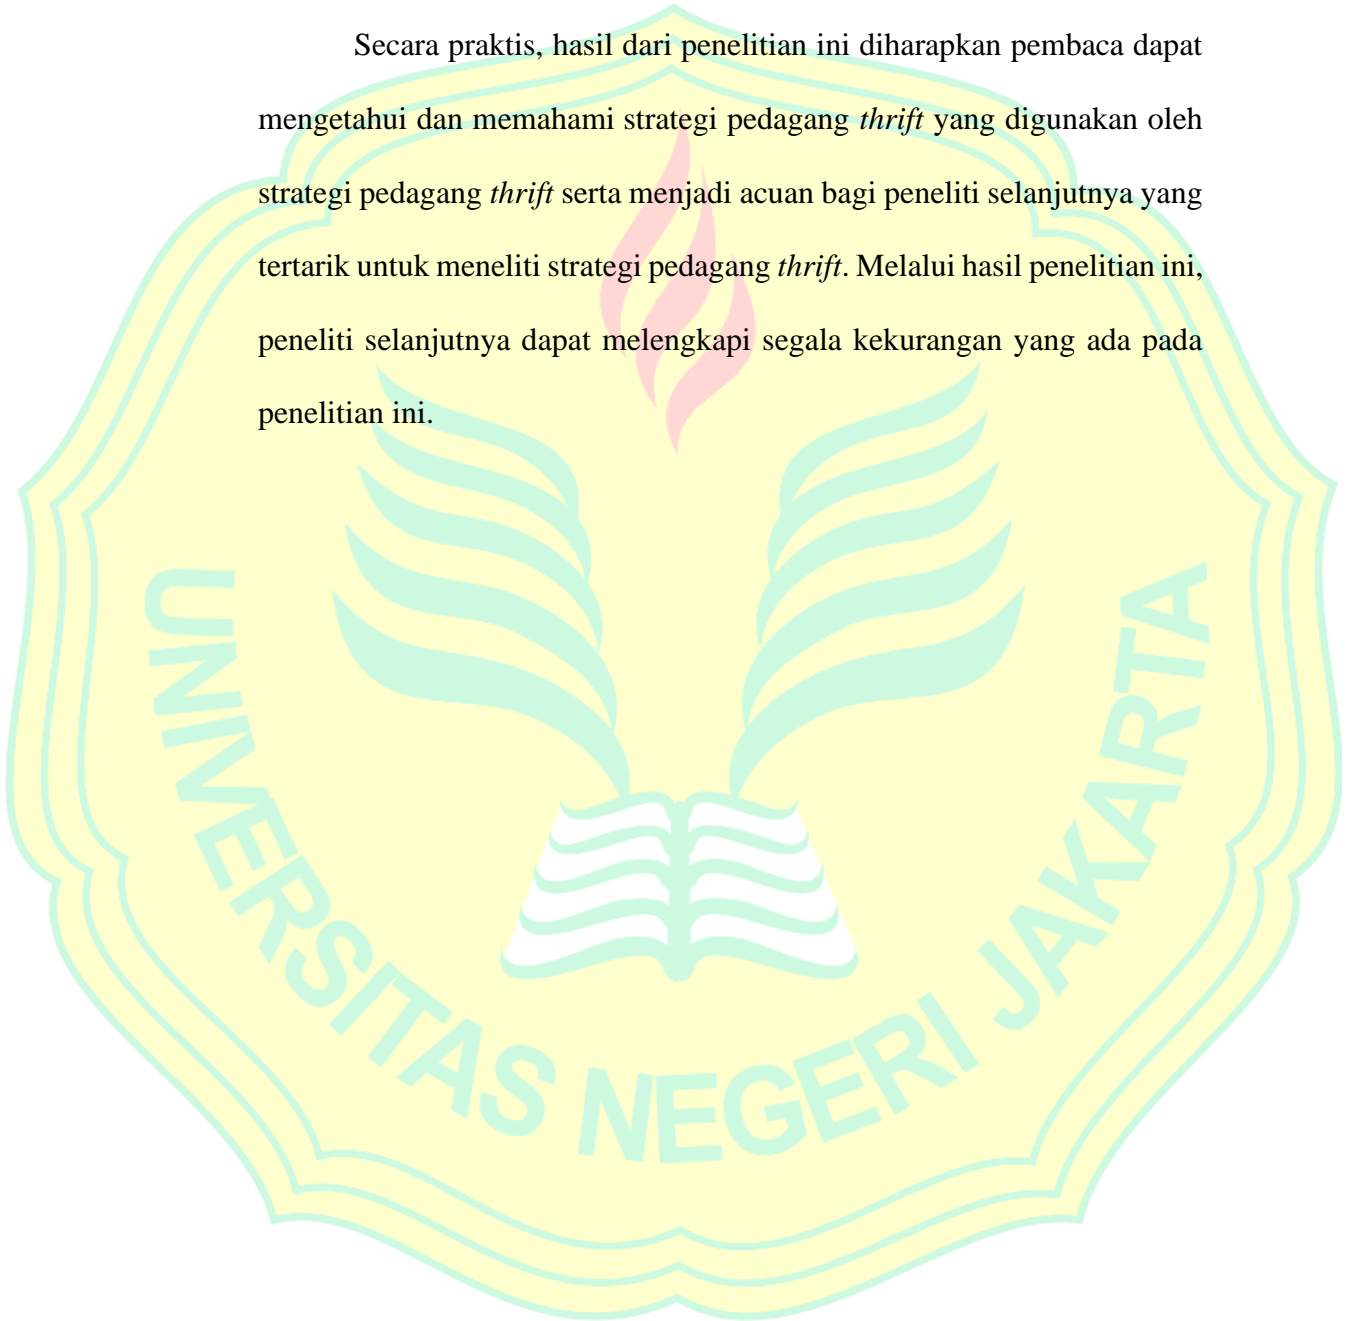 Secara praktis, hasil dari penelitian ini diharapkan pembaca dapat
mengetahui dan memahami strategi pedagang thrift yang digunakan oleh
strategi pedagang thrift serta menjadi acuan bagi peneliti selanjutnya yang
tertarik untuk meneliti strategi pedagang thrift. Melalui hasil penelitian ini,
peneliti selanjutnya dapat melengkapi segala kekurangan yang ada pada
penelitian ini.
UNIVERSITAS NEGERI JAKARTA